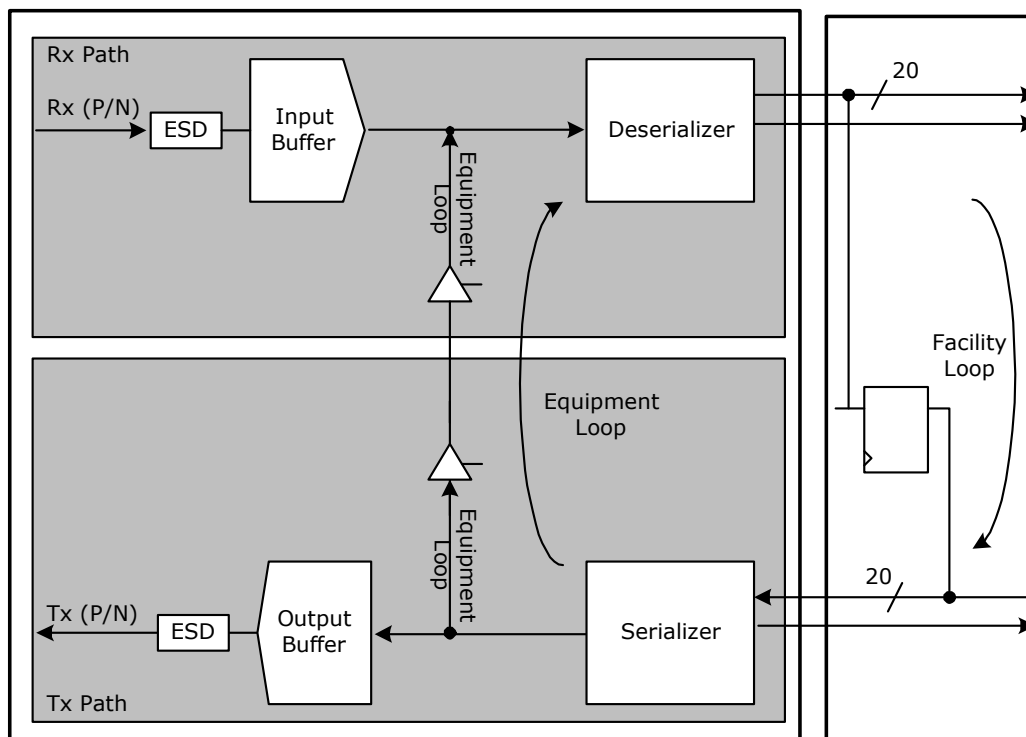 Rx Path
20
Rx (P/N)
ESD
Input
Buffer
Deserializer
Equipment
Loop
Facility
Loop
Equipment
Loop
Equipment
Loop
20
Tx (P/N)
ESD
Output
Buffer
Serializer
Tx Path